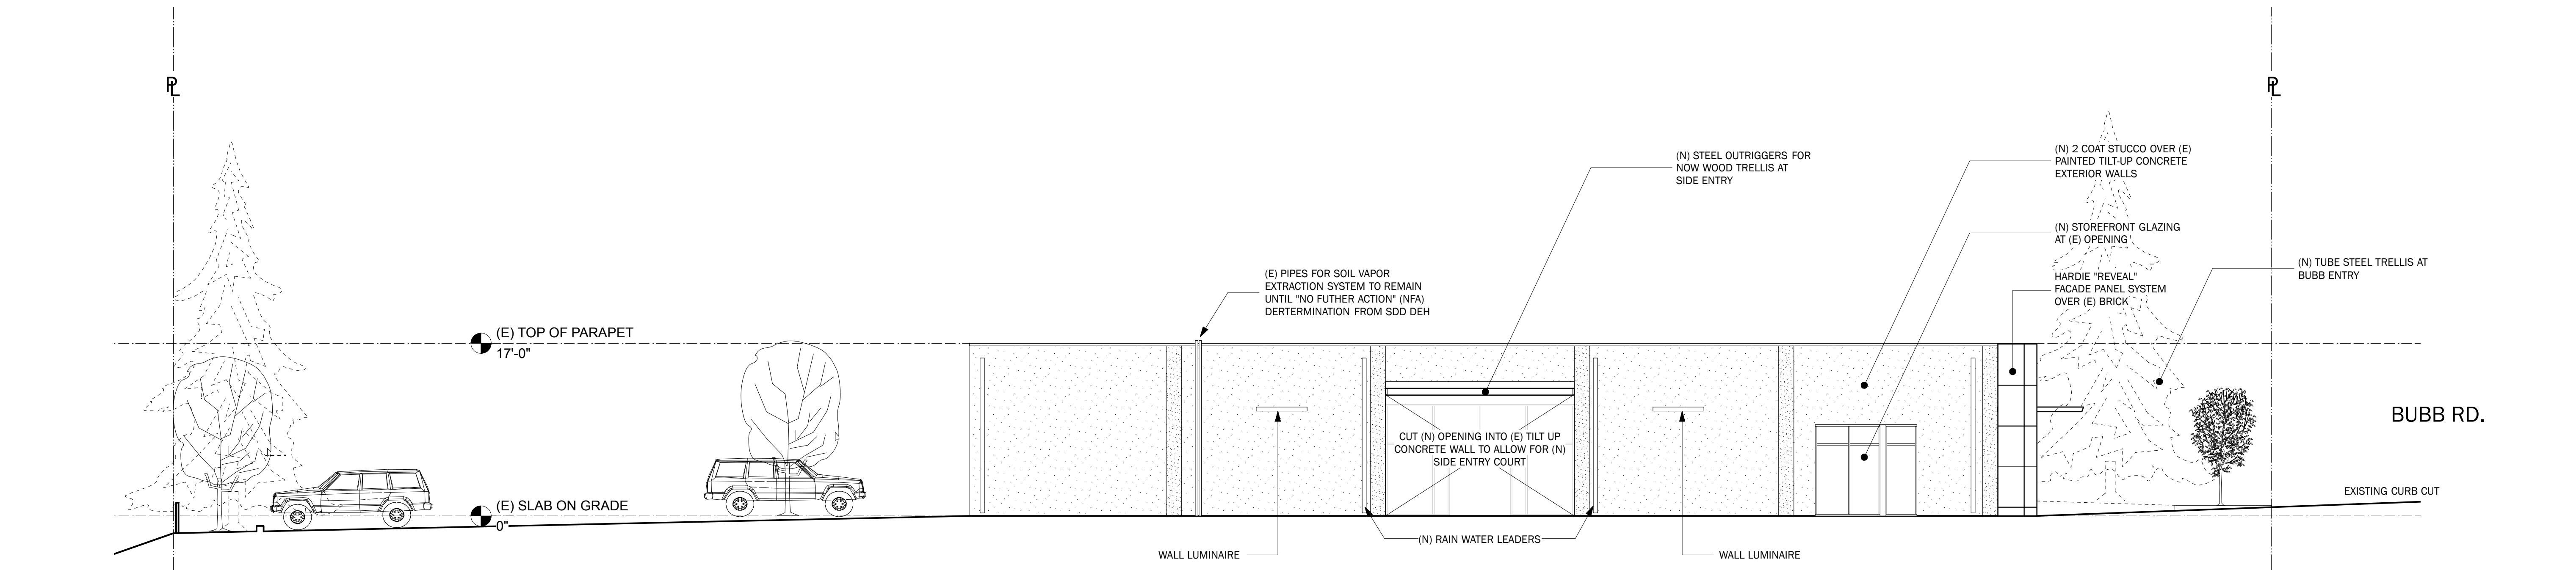 PL
PL
(N) STEEL OUTRIGGERS FOR
NOW WOOD TRELLIS AT
SIDE ENTRY
(N) 2 COAT STUCCO OVER (E)
PAINTED TILT-UP CONCRETE
EXTERIOR WALLS
(N) STOREFRONT GLAZING
AT (E) OPENING
HARDIE "REVEAL"
FACADE PANEL SYSTEM
OVER (E) BRICK
(N) TUBE STEEL TRELLIS AT
BUBB ENTRY
(E) PIPES FOR SOIL VAPOR
EXTRACTION SYSTEM TO REMAIN
UNTIL "NO FUTHER ACTION" (NFA)
DERTERMINATION FROM SDD DEH
(E) TOP OF PARAPET
17'-0"
CUT (N) OPENING INTO (E) TILT UP
CONCRETE WALL TO ALLOW FOR (N)
SIDE ENTRY COURT
BUBB RD.
EXISTING CURB CUT
(E) SLAB ON GRADE
0"
(N) RAIN WATER LEADERS
WALL LUMINAIRE
WALL LUMINAIRE